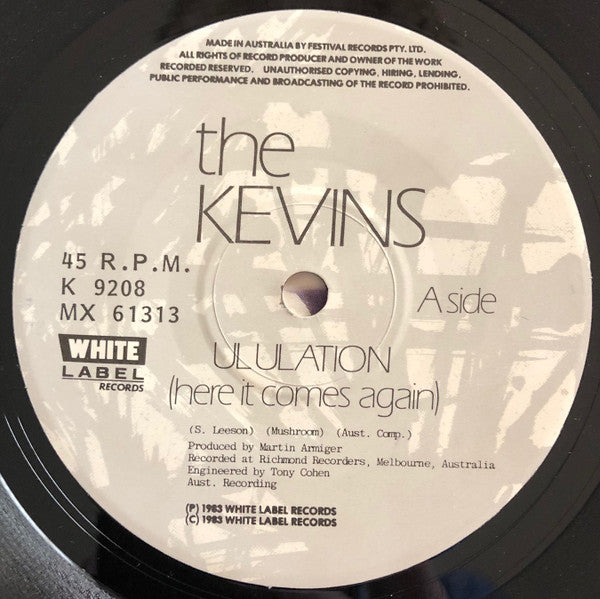 MADE IN AUSTRALIA BY FESTIVAL RECORDS PTY. LTD.
ALL RIGHTS OF RECORD PRODUCER AND OWNER OF THE WORK
RECORDED RESERVED. UNAUTHORISED COPYING, HIRING, LENDING,
PUBLIC PERFORMANCE AND BROADCASTING OF THE RECORD PROHIBITED.
the
KEVINS
45 R.P.M.
K 9208
MX 61313
A side
WHITE
LABEL
RECORDS
ULULATION
(here it comes again)
(S. Leeson) (Mushroom) (Aust. Comp.)
Produced by Martin Armiger
Recorded at Richmond Recorders, Melbourne, Australia
Engineered by Tony Cohen
Aust. Recording
(P) 1983 WHITE LABEL RECORDS
(C) 1983 WHITE LABEL RECORDS